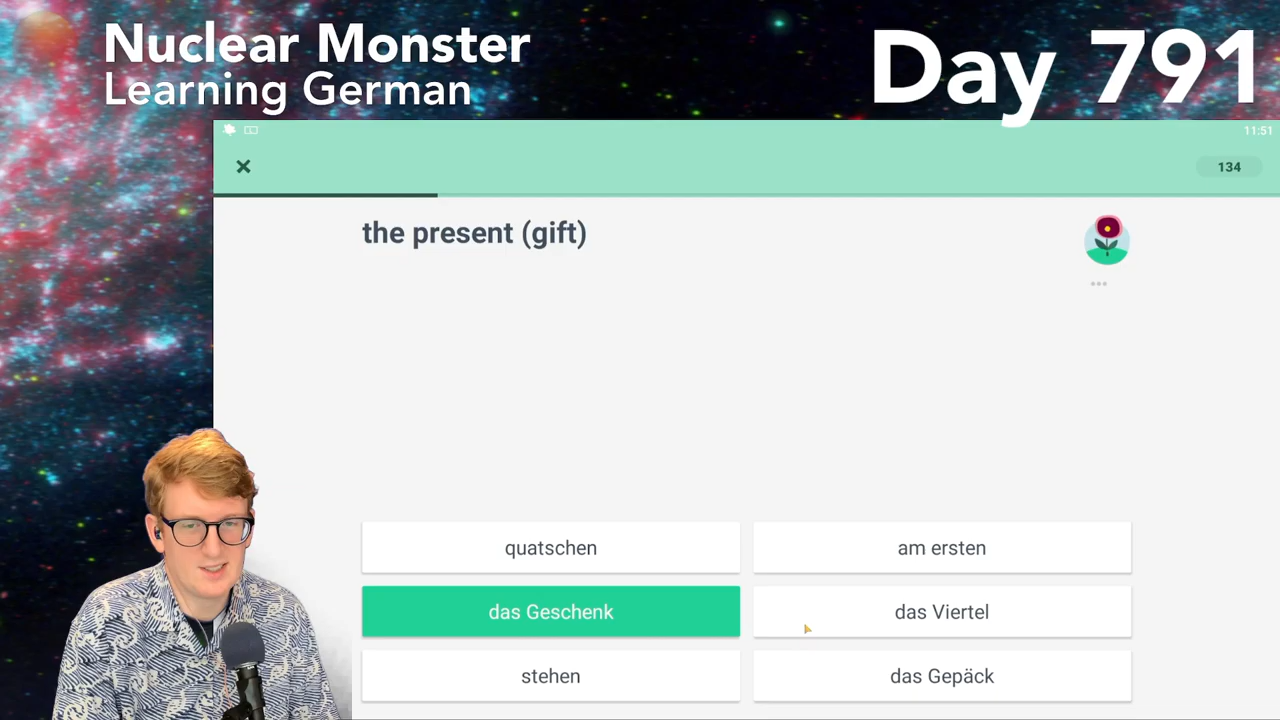 Nuclear Monster
Learning German
Day 791
11:51
134
the present (gift)
quatschen
am ersten
das Geschenk
das Viertel
stehen
das Gepäck